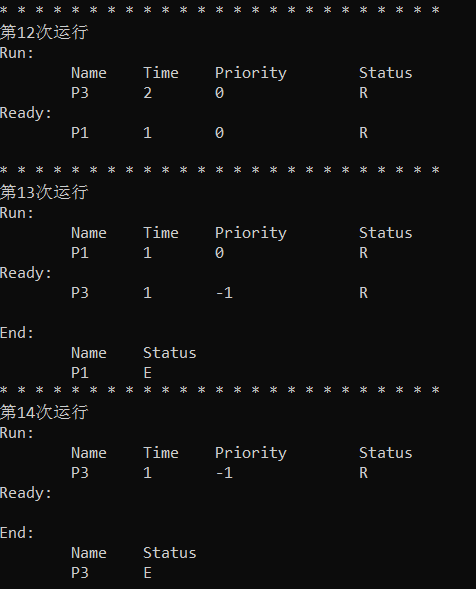 * * * * * * * * * * * * * * * * * * * * * * * * *
第12次运行
Run:
Name Time Priority Status
P3 2 0 R
Ready:
P1 1 0 R
* * * * * * * * * * * * * * * * * * * * * * * * *
第13次运行
Run:
Name Time Priority Status
P1 1 0 R
Ready:
P3 1 -1 R
End:
Name Status
P1 E
* * * * * * * * * * * * * * * * * * * * * * * * *
第14次运行
Run:
Name Time Priority Status
P3 1 -1 R
Ready:
End:
Name Status
P3 E